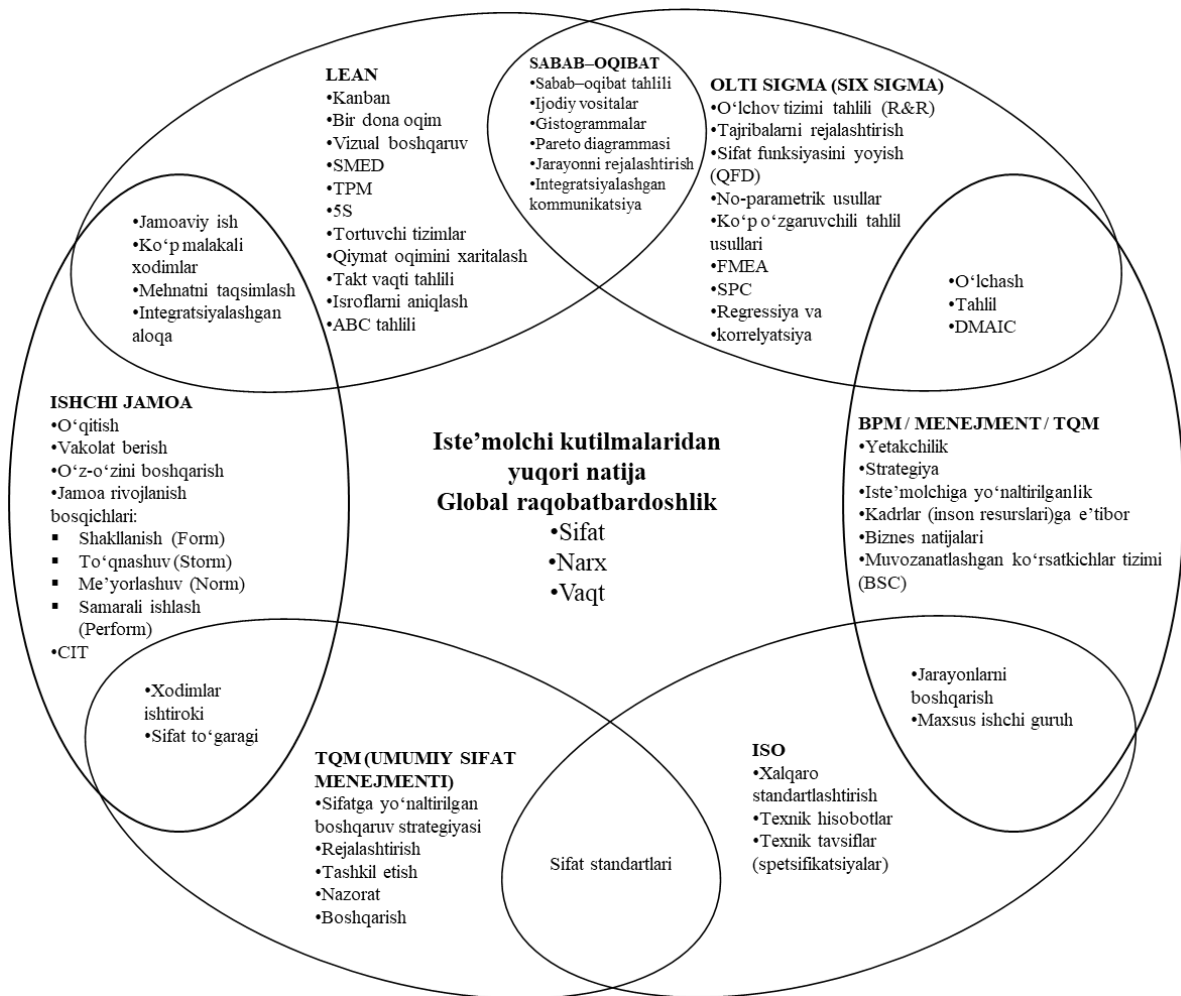 LEAN
•Kanban
•Bir dona oqim
•Vizual boshqaruv
•SMED
•TPM
•5S
•Tortuvchi tizimlar
•Qiymat oqimini xaritalash
•Takt vaqti tahlili
•Isroflarni aniqlash
•ABC tahlili
SABAB–OQIBAT
•Sabab–oqibat tahlili
•Ijodiy vositalar
•Gistogrammalar
•Pareto diagrammasi
•Jarayonni rejalashtirish
•Integratsiyalashgan
kommunikatsiya
OLTI SIGMA (SIX SIGMA)
•O‘lchov tizimi tahlili (R&R)
•Tajribalarni rejalashtirish
•Sifat funksiyasini yoyish
(QFD)
•No-parametrik usullar
•Ko‘p o‘zgaruvchili tahlil
usullari
•FMEA
•SPC
•Regressiya va
•korrelyatsiya
•Jamoaviy ish
•Ko‘p malakali
xodimlar
•Mehnatni taqsimlash
•Integratsiyalashgan
aloqa
•O‘lchash
•Tahlil
•DMAIC
ISHCHI JAMOA
•O‘qitish
•Vakolat berish
•O‘z-o‘zini boshqarish
•Jamoa rivojlanish
bosqichlari:
▪ Shakllanish (Form)
▪ To‘qnashuv (Storm)
▪ Me’yorlashuv (Norm)
▪ Samarali ishlash
(Perform)
•CIT
Iste’molchi kutilmalaridan
yuqori natija
Global raqobatbardoshlik
•Sifat
•Narx
•Vaqt
BPM / MENEJMENT / TQM
•Yetakchilik
•Strategiya
•Iste’molchiga yo‘naltirilganlik
•Kadrlar (inson resurslari)ga e’tibor
•Biznes natijalari
•Muvozanatlashgan ko‘rsatkichlar tizimi
(BSC)
•Xodimlar
ishtiroki
•Sifat to‘garagi
•Jarayonlarni
boshqarish
•Maxsus ishchi guruh
TQM (UMUMIY SIFAT
MENEJMENTI)
•Sifatga yo‘naltirilgan
boshqaruv strategiyasi
•Rejalashtirish
•Tashkil etish
•Nazorat
•Boshqarish
Sifat standartlari
ISO
•Xalqaro
standartlashtirish
•Texnik hisobotlar
•Texnik tavsiflar
(spetsifikatsiyalar)